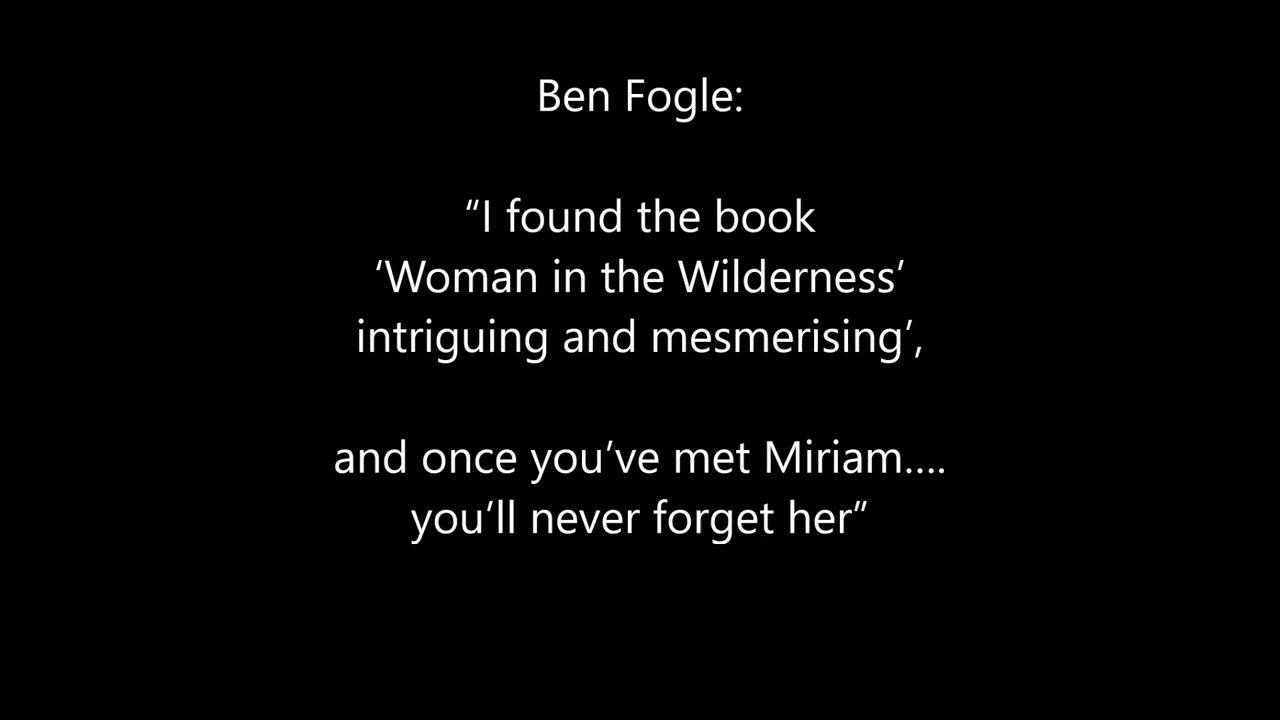 Ben Fogle:
“I found the book
‘Woman in the Wilderness’
intriguing and mesmerising’,
and once you’ve met Miriam....
you’ll never forget her”